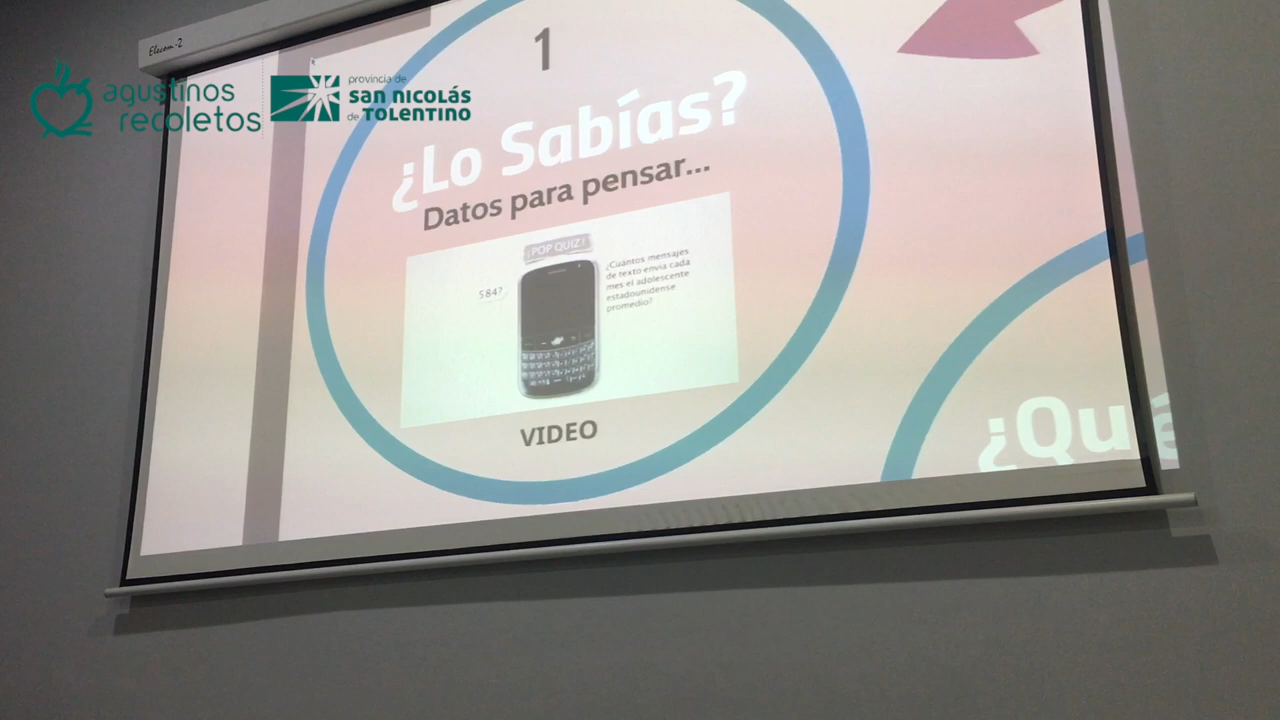 Elecom-2
agustinos
recoletos
provincia de
SAN NICOLÁS
de TOLENTINO
1
¿Lo Sabías?
Datos para pensar...
¡POP QUIZ!
584?
¿Cuántos mensajes
de texto envía cada
mes el adolescente
estadounidense
promedio?
VIDEO
¿Qué